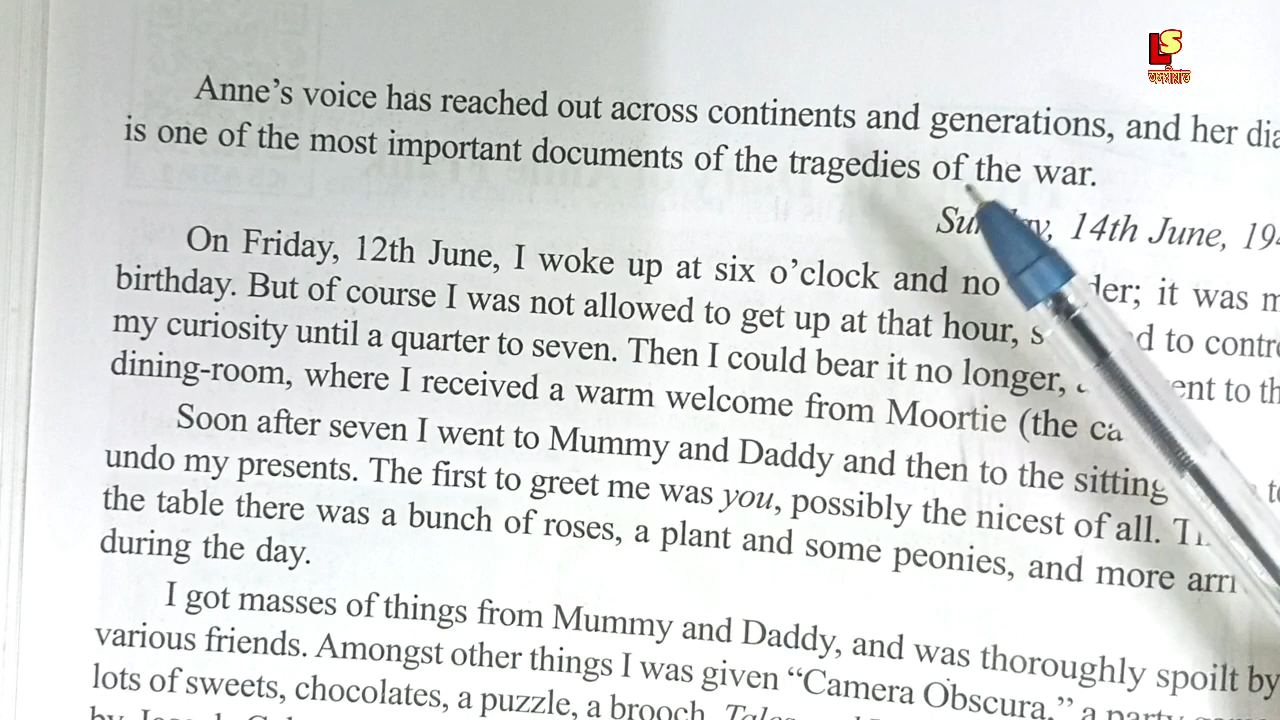 LS
অসমীয়াত
Anne's voice has reached out across continents and generations, and her
is one of the most important documents of the tragedies of the war.
14th June,
On Friday, 12th June, I woke up at six o'clock and no it was
birthday. But of course I was not allowed to get up at that hour, to
my curiosity until a quarter to seven. Then I could bear it no longer, to
dining-room, where I received a warm welcome from Moortie (the
Soon after seven I went to Mummy and Daddy and then to the sitting
undo my presents. The first to greet me was you, possibly the nicest of all.
the table there was a bunch of roses, a plant and some peonies, and more
during the day.
I got masses of things from Mummy and Daddy, and was thoroughly spoilt by
various friends. Amongst other things I was given “Camera Obscura,” a party
lots of sweets, chocolates, a puzzle, a brooch,